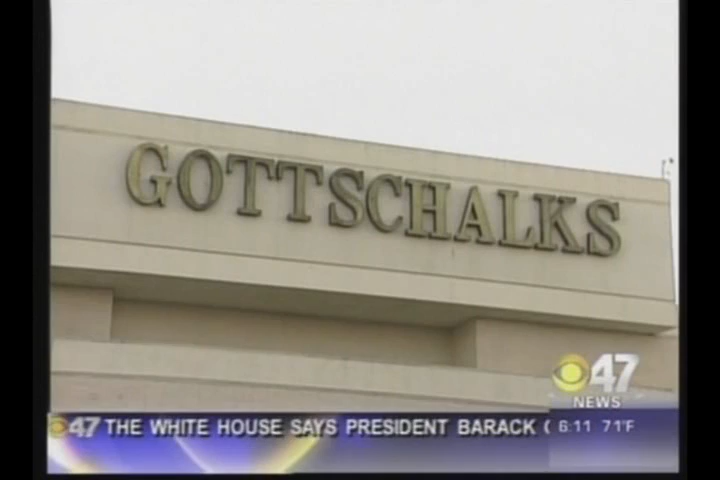 GOTTSCHALKS
47
NEWS
47 THE WHITE HOUSE SAYS PRESIDENT BARACK 6:11 71°F